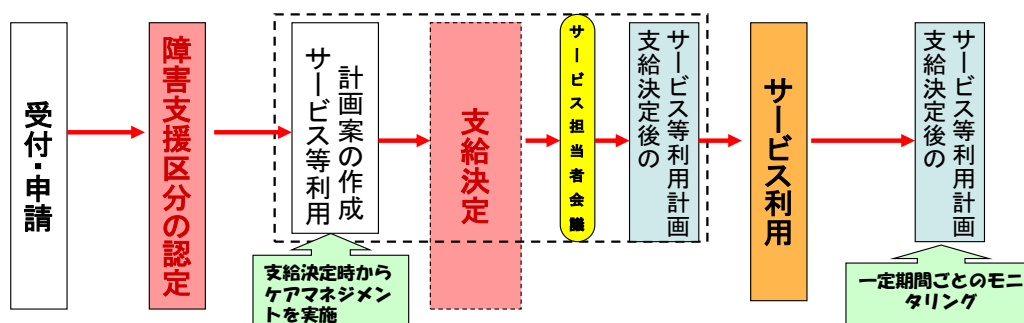 受付・申請
障害支援区分の認定
サービス等利用
計画案の作成
支給決定
サービス担当者会議
支給決定後の
サービス等利用計画
サービス利用
支給決定後の
サービス等利用計画
支給決定時から
ケアマネジメン
トを実施
一定期間ごとのモニ
タリング